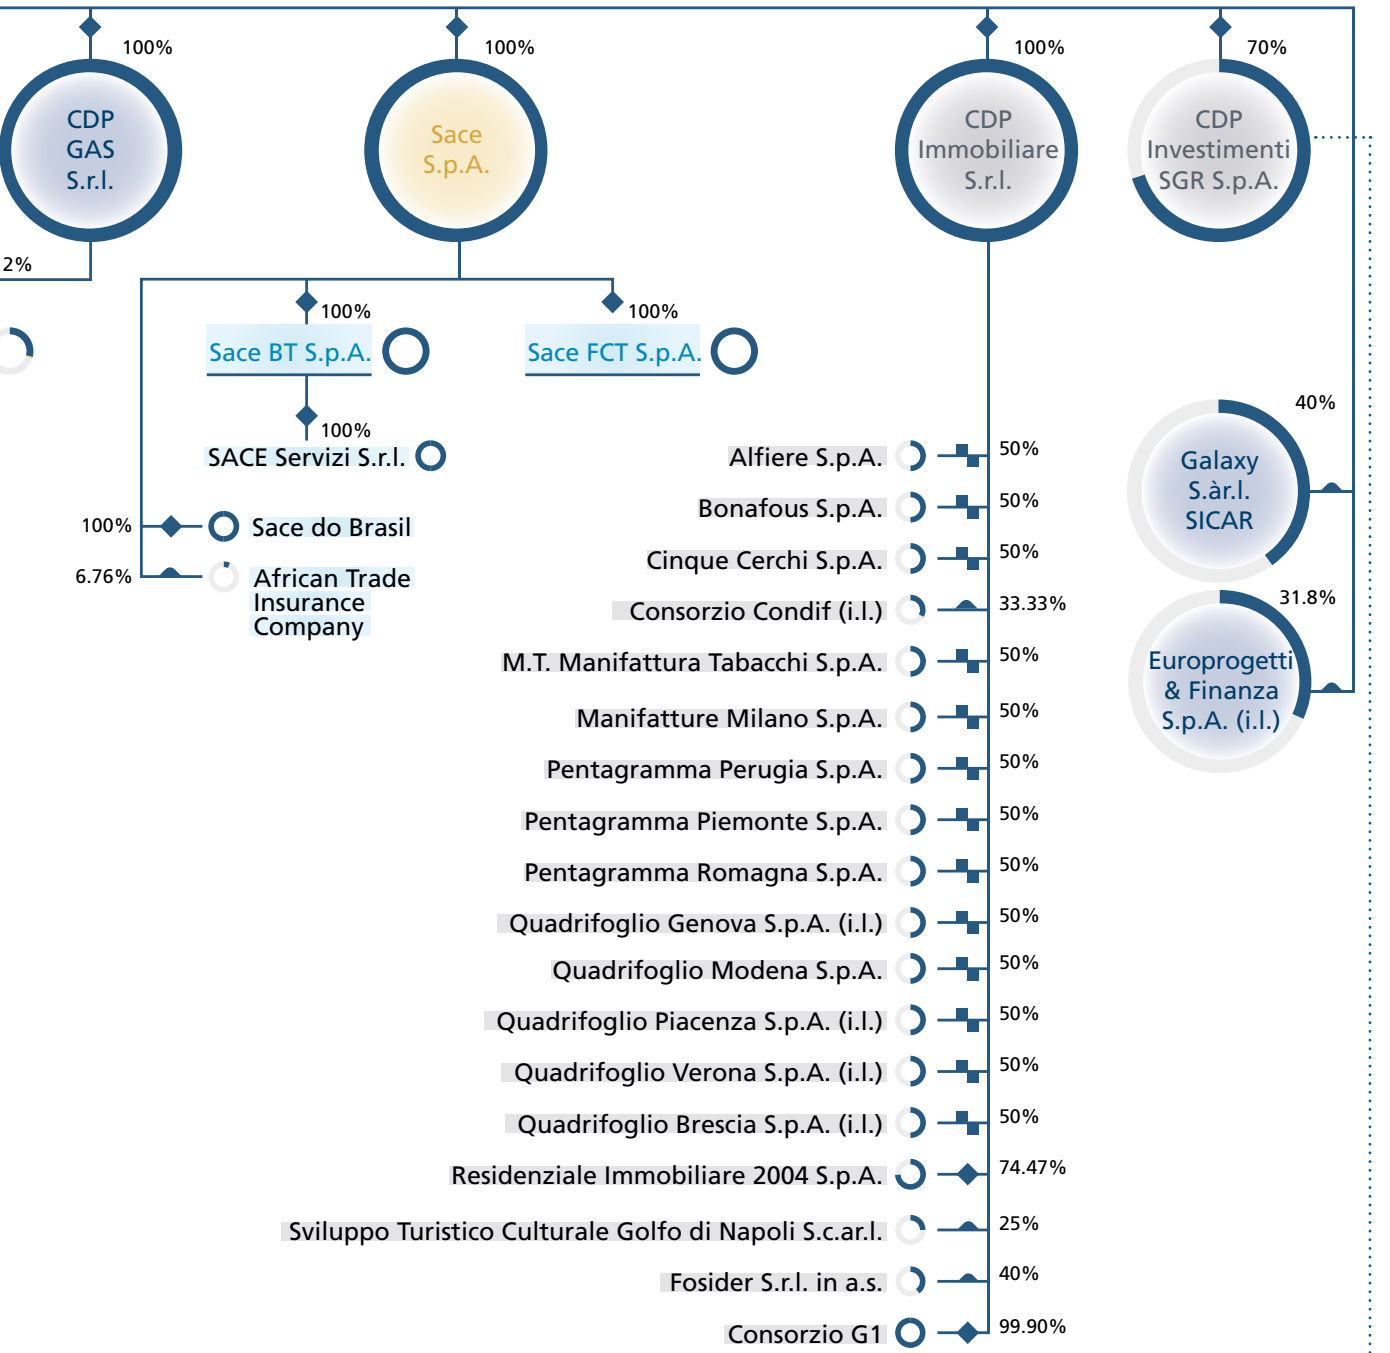 100%
100%
100%
70%
CDP
GAS
S.r.l.
Sace
S.p.A.
CDP
Immobiliare
S.r.l.
CDP
Investimenti
SGR S.p.A.
2%
100%
100%
Sace BT S.p.A.
Sace FCT S.p.A.
100%
SACE Servizi S.r.l.
100%
Sace do Brasil
6.76%
African Trade
Insurance
Company
40%
Galaxy
S.àr.l.
SICAR
31.8%
Europrogetti
& Finanza
S.p.A. (i.l.)
Alfiere S.p.A. 50%
Bonafous S.p.A. 50%
Cinque Cerchi S.p.A. 50%
Consorzio Condif (i.l.) 33.33%
M.T. Manifattura Tabacchi S.p.A. 50%
Manifatture Milano S.p.A. 50%
Pentagramma Perugia S.p.A. 50%
Pentagramma Piemonte S.p.A. 50%
Pentagramma Romagna S.p.A. 50%
Quadrifoglio Genova S.p.A. (i.l.) 50%
Quadrifoglio Modena S.p.A. 50%
Quadrifoglio Piacenza S.p.A. (i.l.) 50%
Quadrifoglio Verona S.p.A. (i.l.) 50%
Quadrifoglio Brescia S.p.A. (i.l.) 50%
Residenziale Immobiliare 2004 S.p.A. 74.47%
Sviluppo Turistico Culturale Golfo di Napoli S.c.ar.l. 25%
Fosider S.r.l. in a.s. 40%
Consorzio G1 99.90%